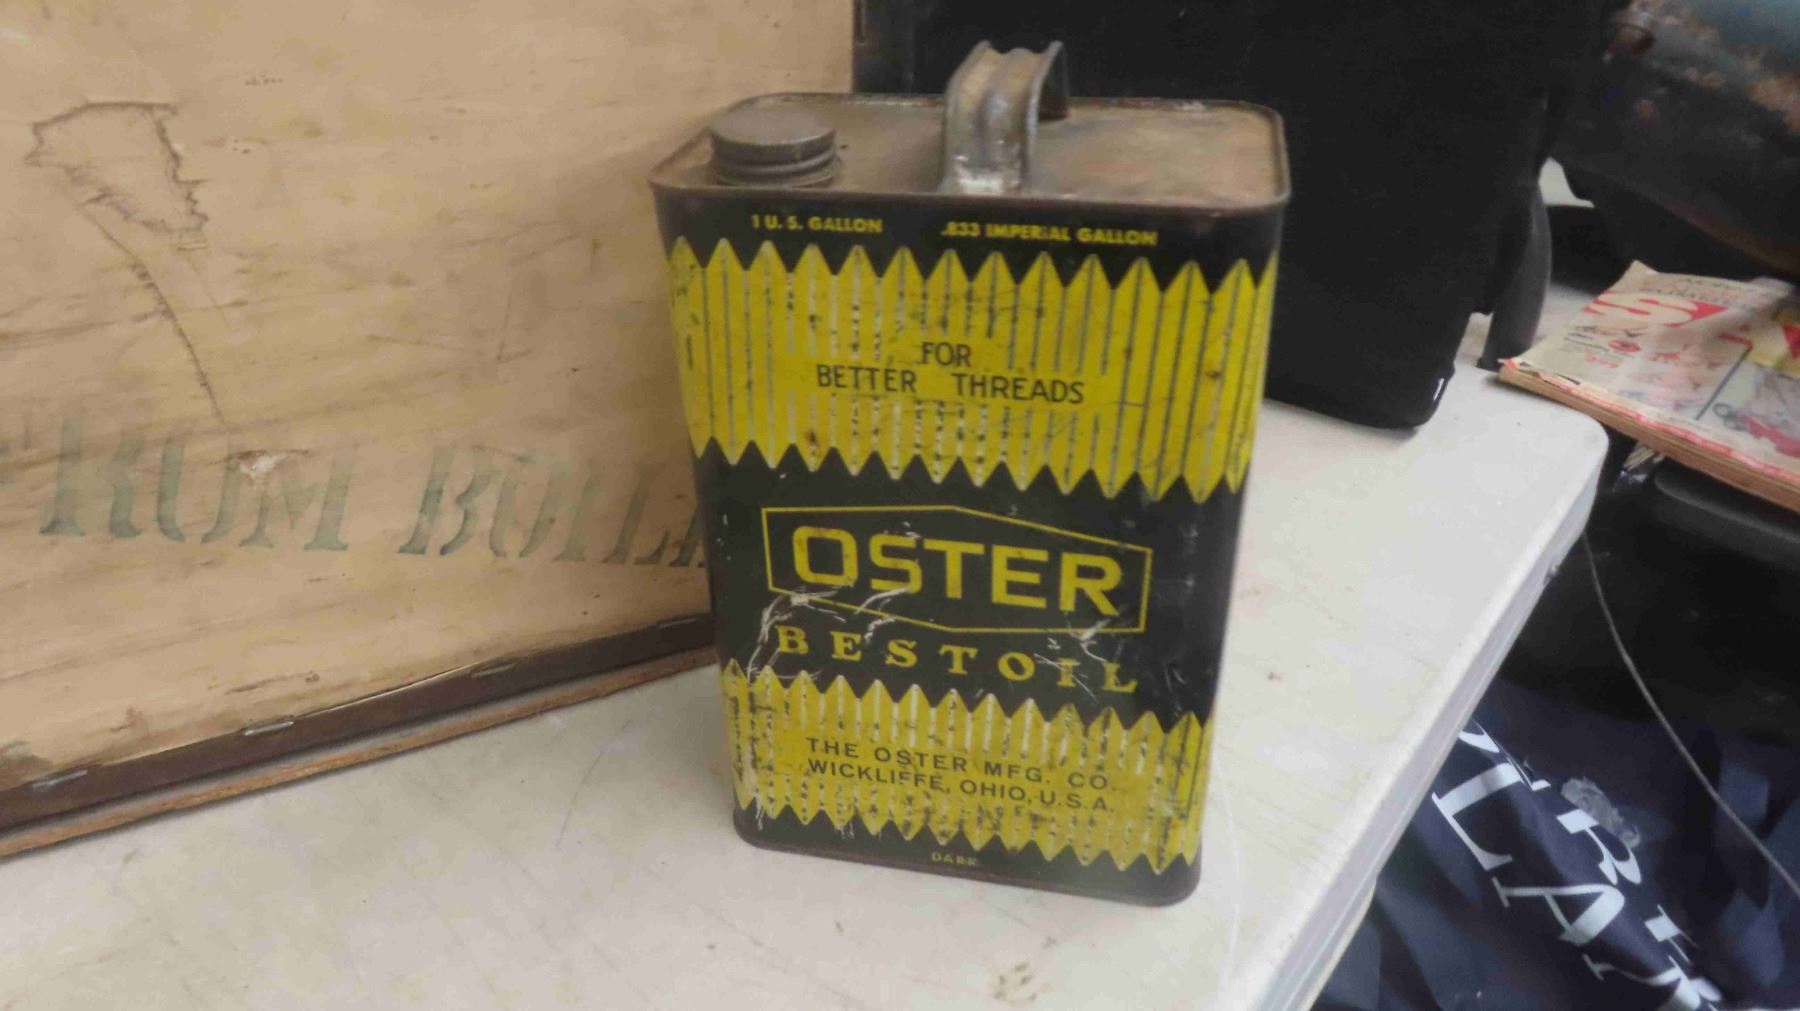 1 U. S. GALLON .833 IMPERIAL GALLON
FOR
BETTER THREADS
OSTER
BESTOIL
THE OSTER MFG. CO.
WICKLIFFE, OHIO, U.S.A.
DARK